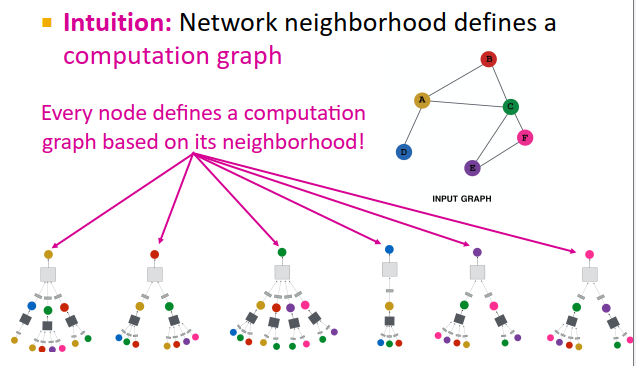 Intuition: Network neighborhood defines a
computation graph
Every node defines a computation
graph based on its neighborhood!
B
A
C
F
D
E
INPUT GRAPH